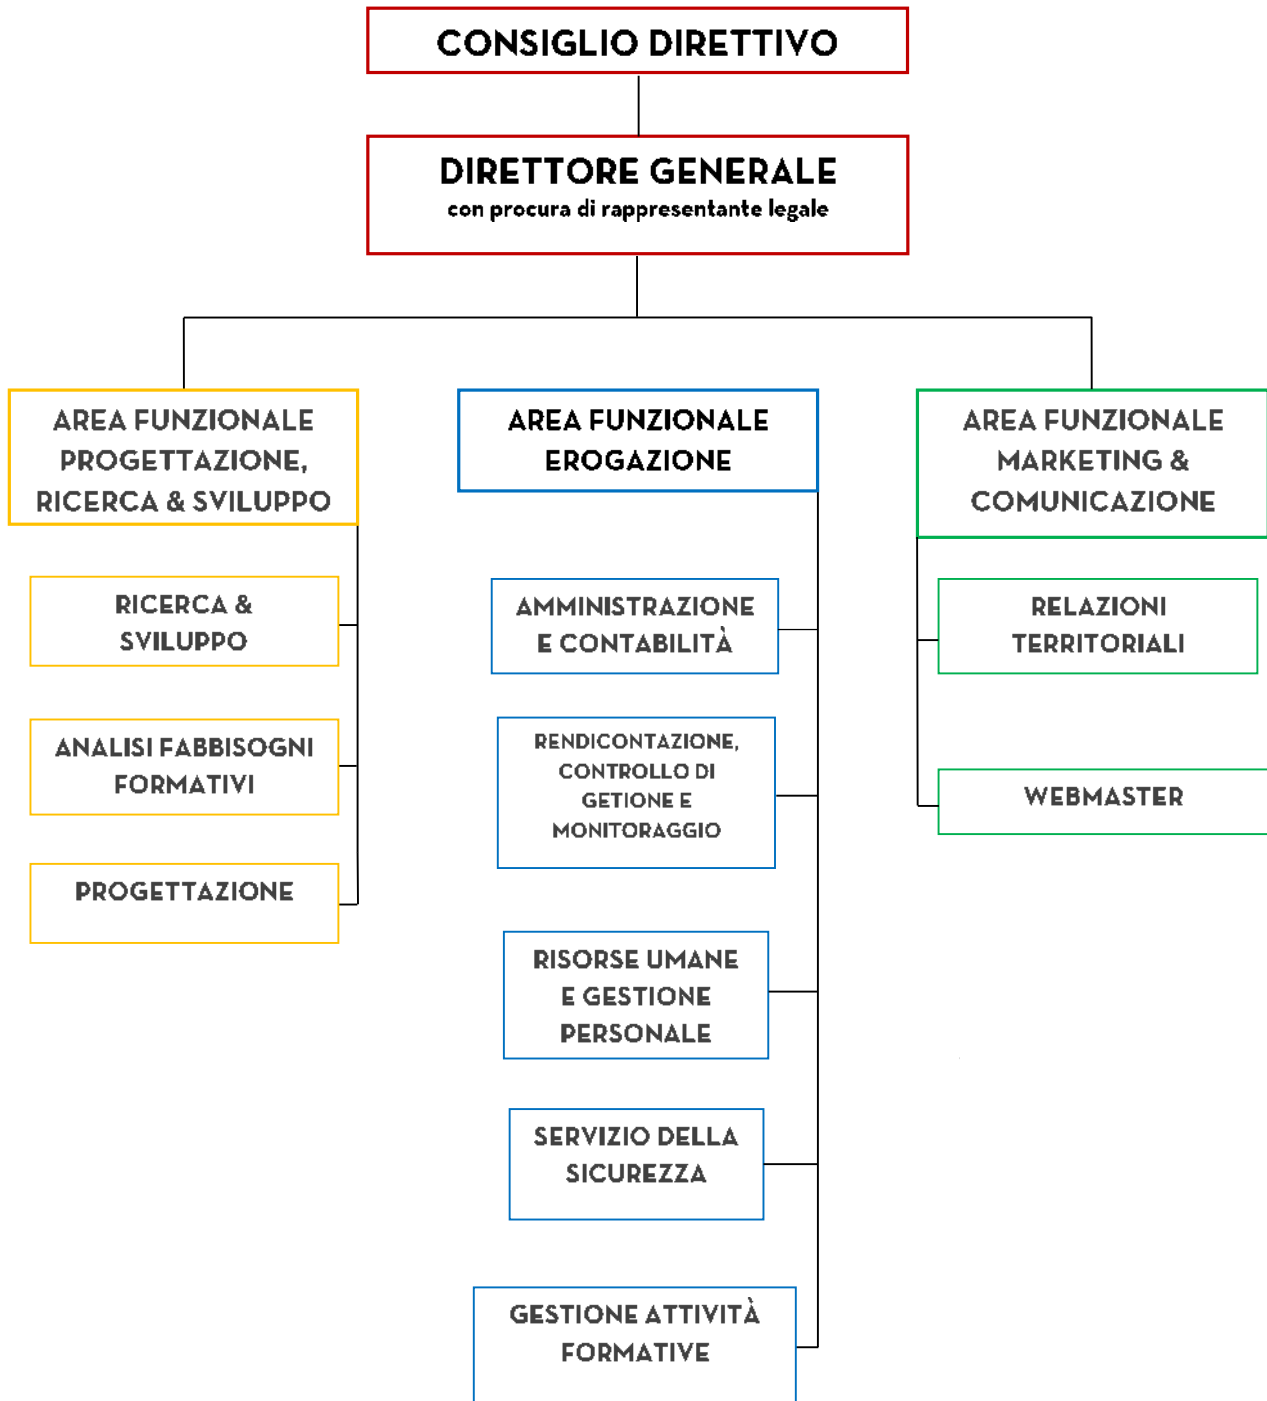 CONSIGLIO DIRETTIVO
DIRETTORE GENERALE
con procura di rappresentante legale
AREA FUNZIONALE
PROGETTAZIONE,
RICERCA & SVILUPPO
RICERCA &
SVILUPPO
ANALISI FABBISOGNI
FORMATIVI
PROGETTAZIONE
AREA FUNZIONALE
EROGAZIONE
AMMINISTRAZIONE
E CONTABILITÀ
RENDICONTAZIONE,
CONTROLLO DI
GETIONE E
MONITORAGGIO
RISORSE UMANE
E GESTIONE
PERSONALE
SERVIZIO DELLA
SICUREZZA
GESTIONE ATTIVITÀ
FORMATIVE
AREA FUNZIONALE
MARKETING &
COMUNICAZIONE
RELAZIONI
TERRITORIALI
WEBMASTER